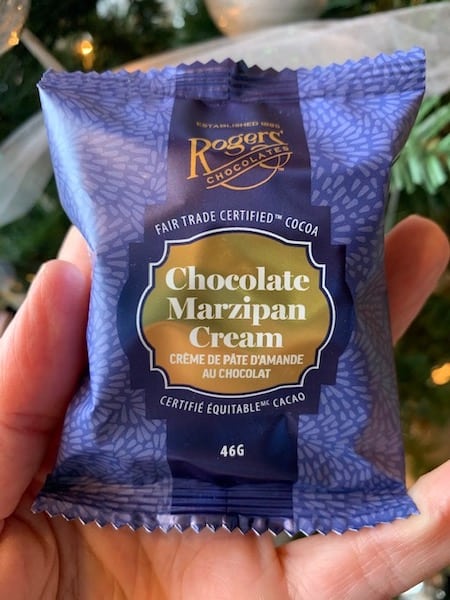 ESTABLISHED 1885
Rogers'
CHOCOLATES™
FAIR TRADE CERTIFIED™ COCOA
Chocolate
Marzipan
Cream
CRÈME DE PÂTE D'AMANDE
AU CHOCOLAT
CERTIFIÉ ÉQUITABLE MC CACAO
46G